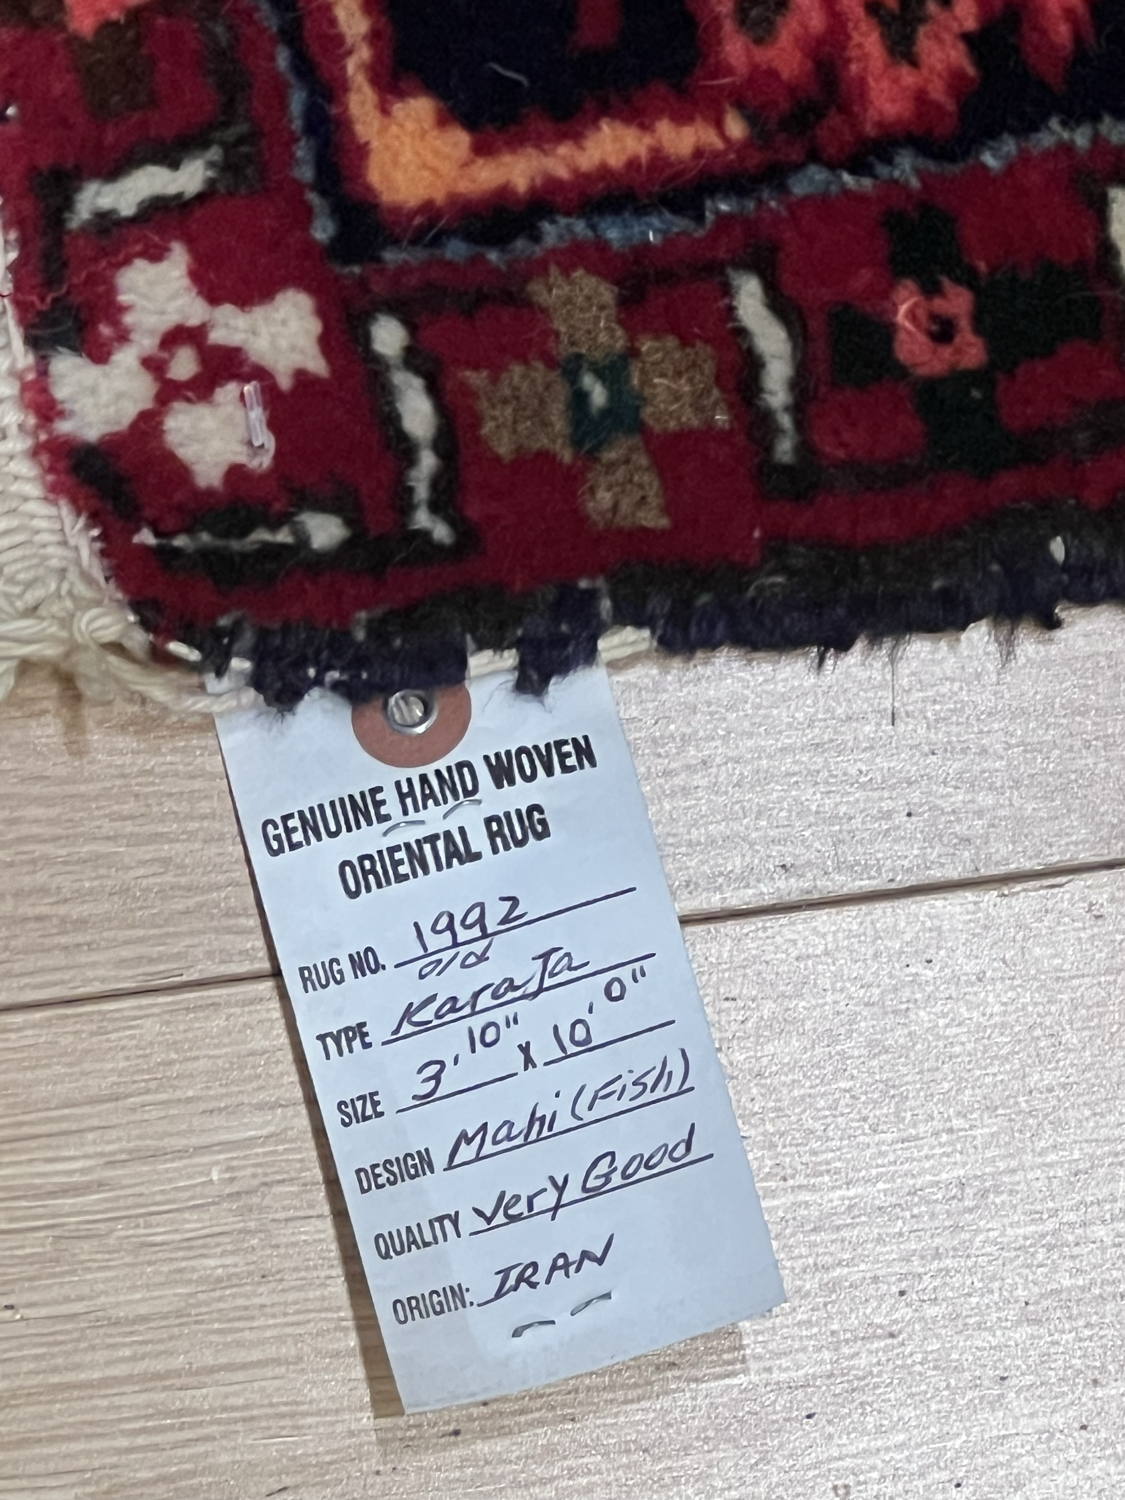 GENUINE HAND WOVEN
ORIENTAL RUG
RUG NO. 1992
old
TYPE KaraJa
SIZE 3'10" X 10'0"
DESIGN Mahi (Fish)
QUALITY Very Good
ORIGIN: IRAN